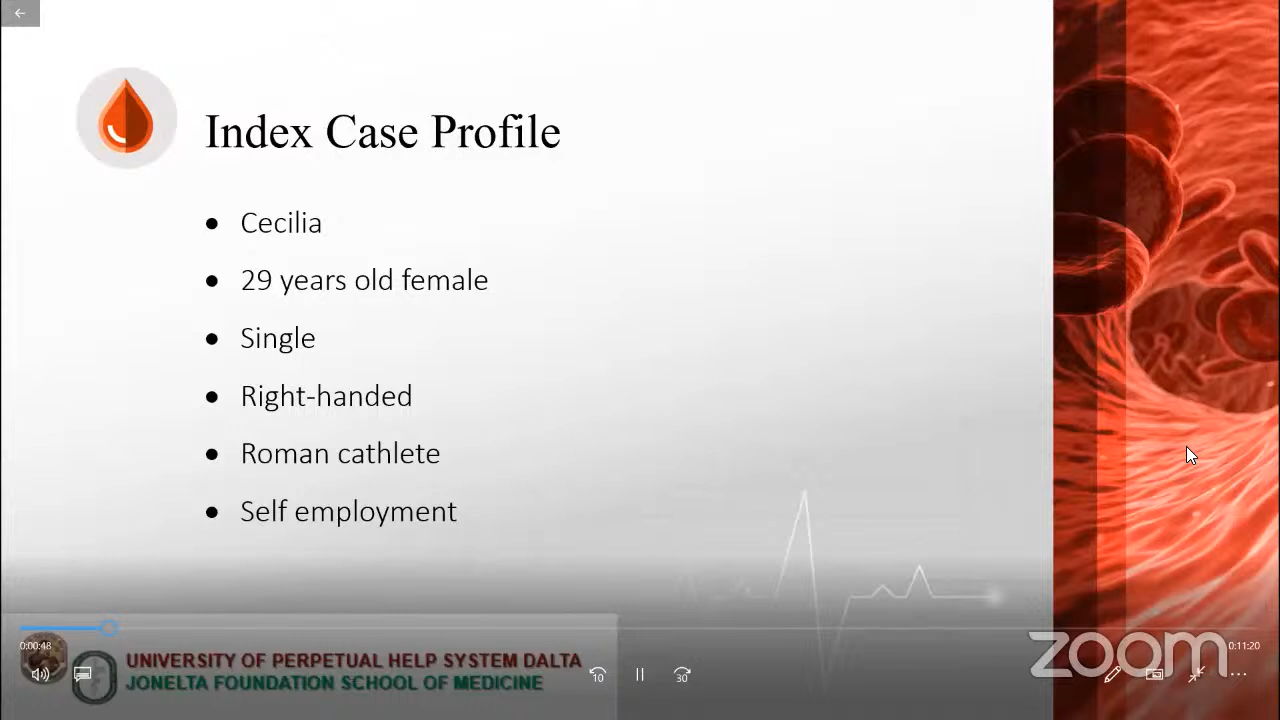 Index Case Profile
Cecilia
29 years old female
Single
Right-handed
Roman cathlete
Self employment
0:00:48
0:11:20
zoom
UNIVERSITY OF PERPETUAL HELP SYSTEM DALTA
JONELTA FOUNDATION SCHOOL OF MEDICINE
10
30